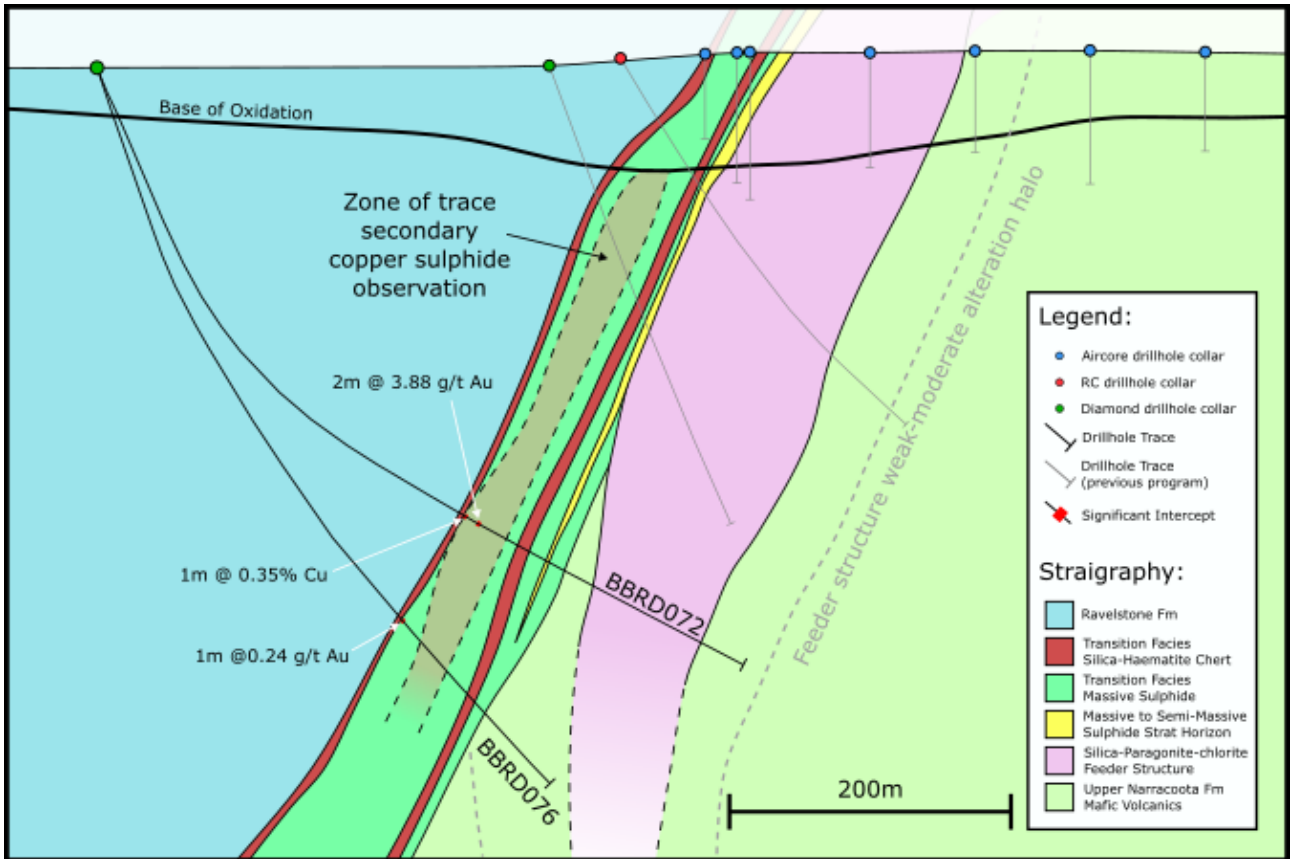 Base of Oxidation
Zone of trace
secondary
copper sulphide
observation
2m @ 3.88 g/t Au
1m @ 0.35% Cu
1m @0.24 g/t Au
BBRD072
BBRD076
Feeder structure weak-moderate alteration halo
200m
Legend:
Aircore drillhole collar
RC drillhole collar
Diamond drillhole collar
Drillhole Trace
Drillhole Trace
(previous program)
Significant Intercept
Straigraphy:
Ravelstone Fm
Transition Facies
Silica-Haematite Chert
Transition Facies
Massive Sulphide
Massive to Semi-Massive
Sulphide Strat Horizon
Silica-Paragonite-chlorite
Feeder Structure
Upper Narracoota Fm
Mafic Volcanics